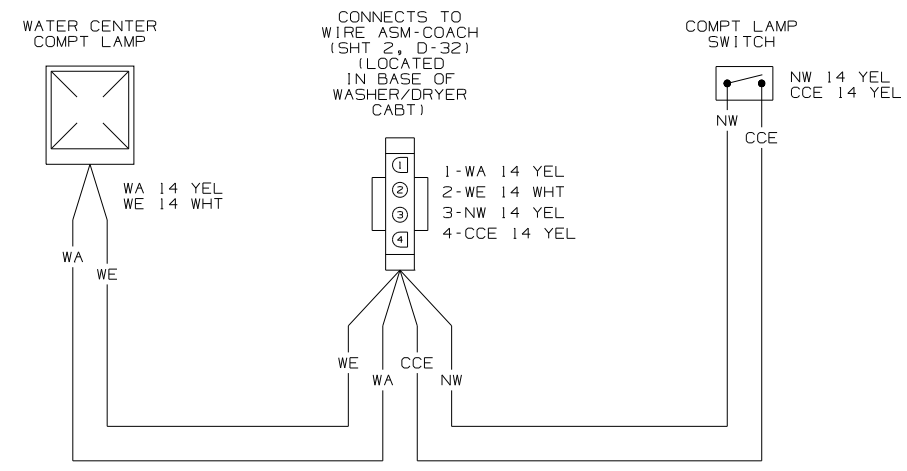 WATER CENTER
COMPT LAMP
CONNECTS TO
WIRE ASM-COACH
(SHT 2, D-32)
(LOCATED
IN BASE OF
WASHER/DRYER
CABT)
COMPT LAMP
SWITCH
NW 14 YEL
CCE 14 YEL
NW
CCE
1
2
3
4
1-WA 14 YEL
2-WE 14 WHT
3-NW 14 YEL
4-CCE 14 YEL
WA 14 YEL
WE 14 WHT
WA
WE
WE
CCE
WA
NW